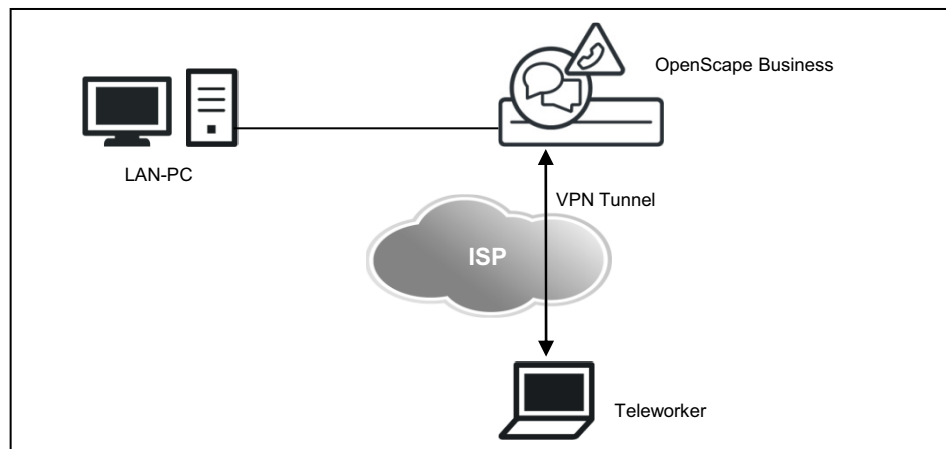 OpenScape Business
LAN-PC
VPN Tunnel
ISP
Teleworker